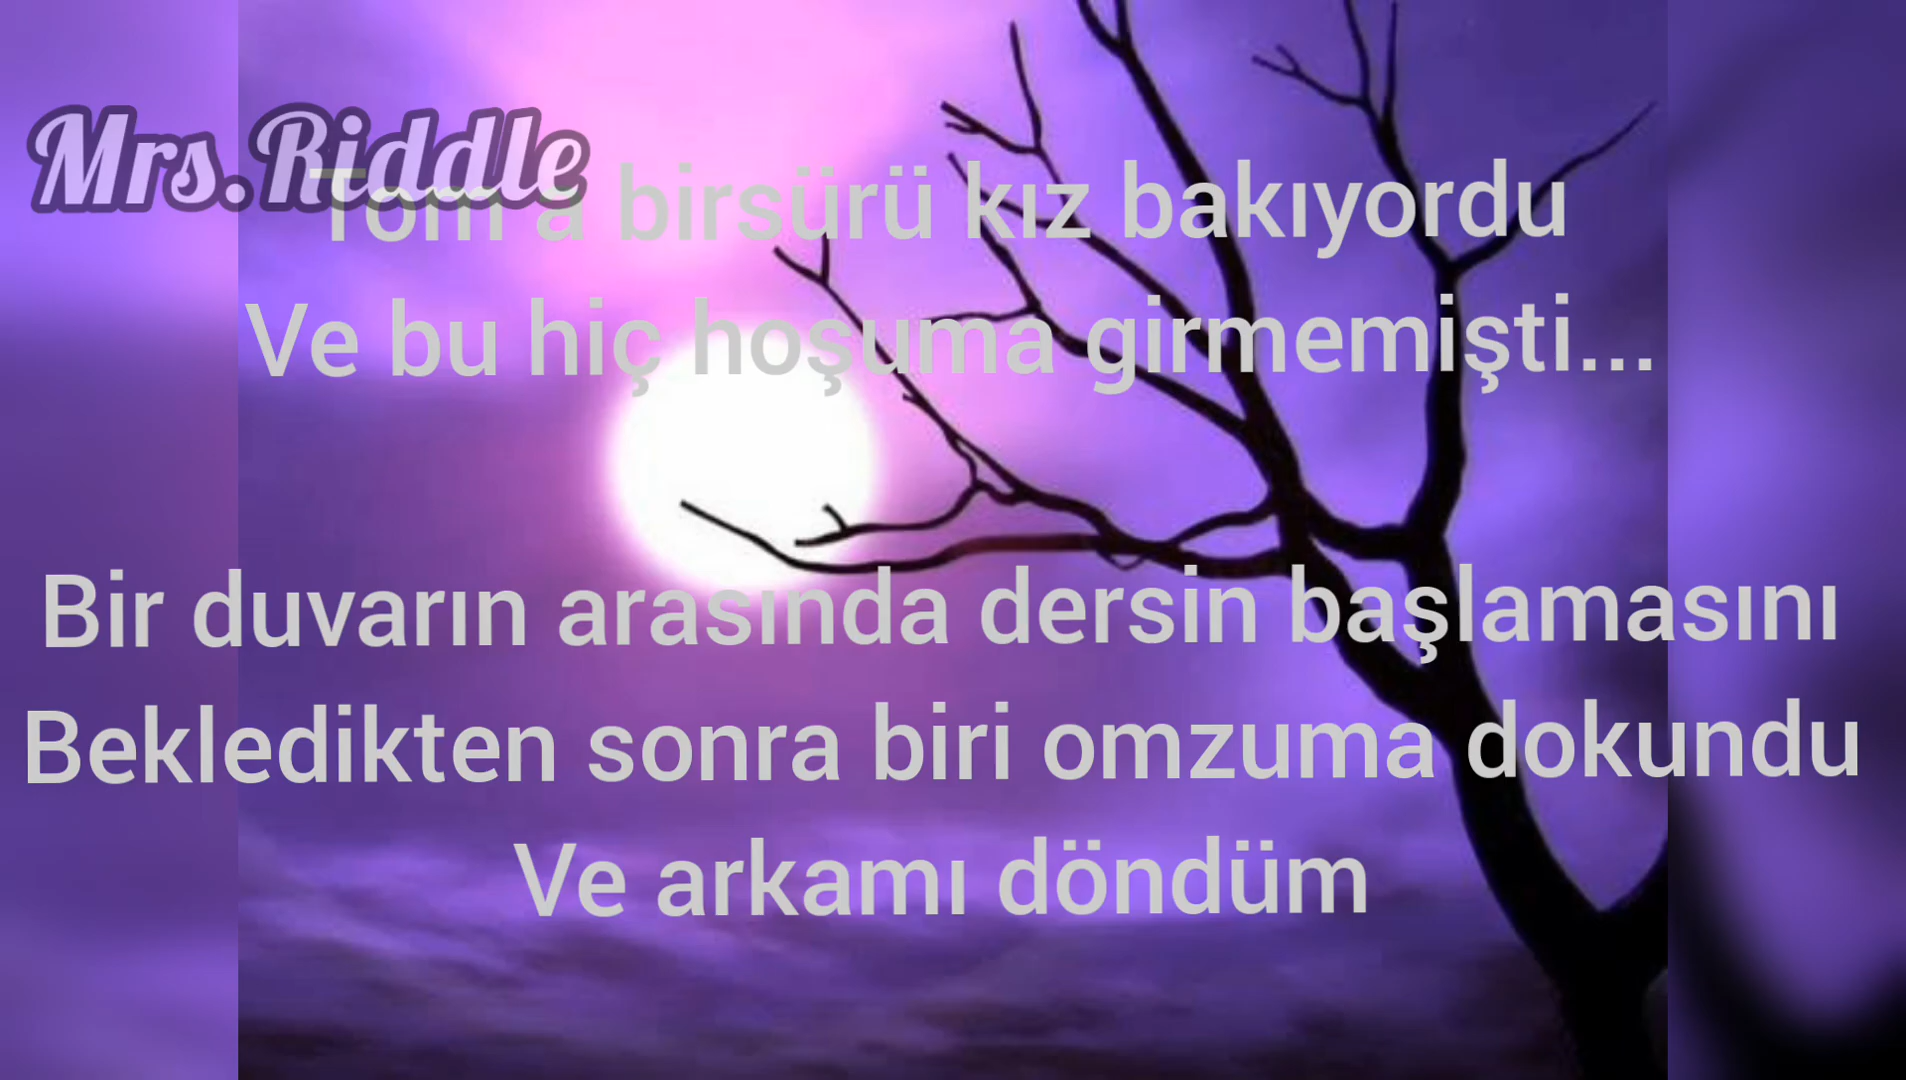 Mrs.Riddle
Tom a birsürü kız bakıyordu
Ve bu hiç hoşuma girmemişti...
Bir duvarın arasında dersin başlamasını
Bekledikten sonra biri omzuma dokundu
Ve arkamı döndüm